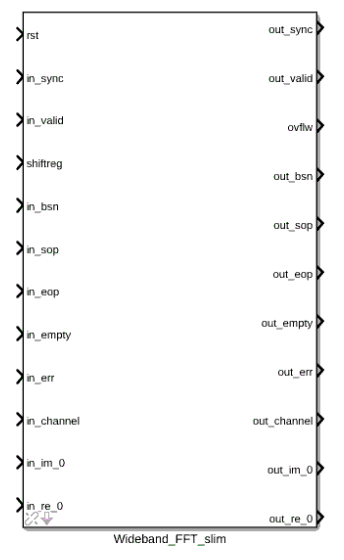 rst
in_sync
in_valid
shiftreg
in_bsn
in_sop
in_eop
in_empty
in_err
in_channel
in_im_0
in_re_0
out_sync
out_valid
ovflw
out_bsn
out_sop
out_eop
out_empty
out_err
out_channel
out_im_0
out_re_0
Wideband_FFT_slim